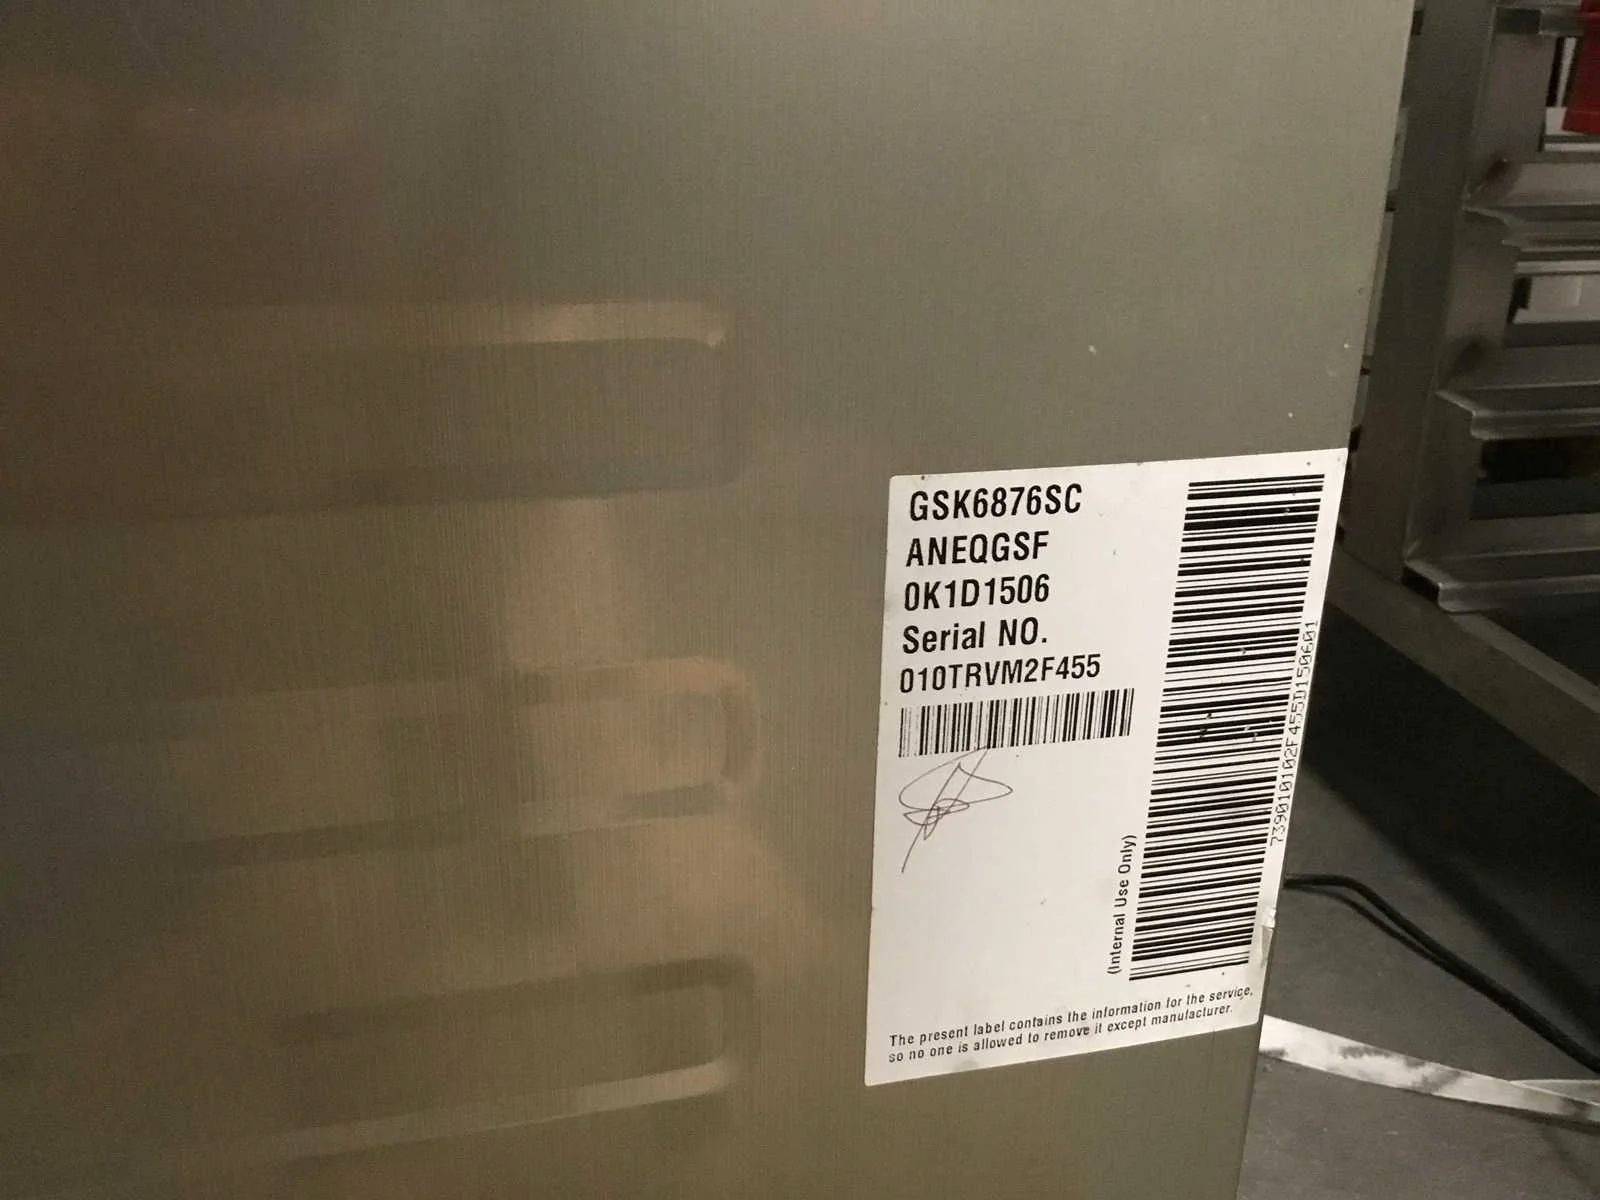 GSK6876SC
ANEQGSF
0K1D1506
Serial NO.
010TRVM2F455
(Internal Use Only)
739010102F455D150601
The present label contains the information for the service,
so no one is allowed to remove it except manufacturer.